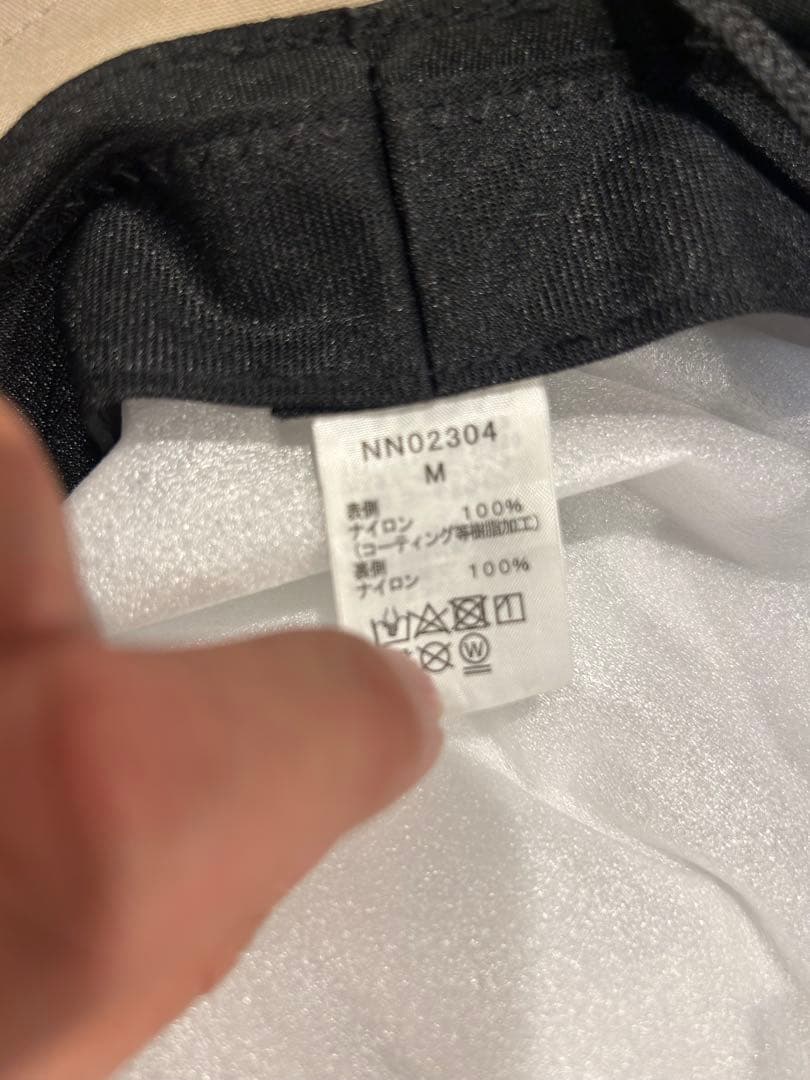 NN02304
M
表側
ナイロン 100%
(コーティング等樹脂加工)
裏側
ナイロン 100%
W